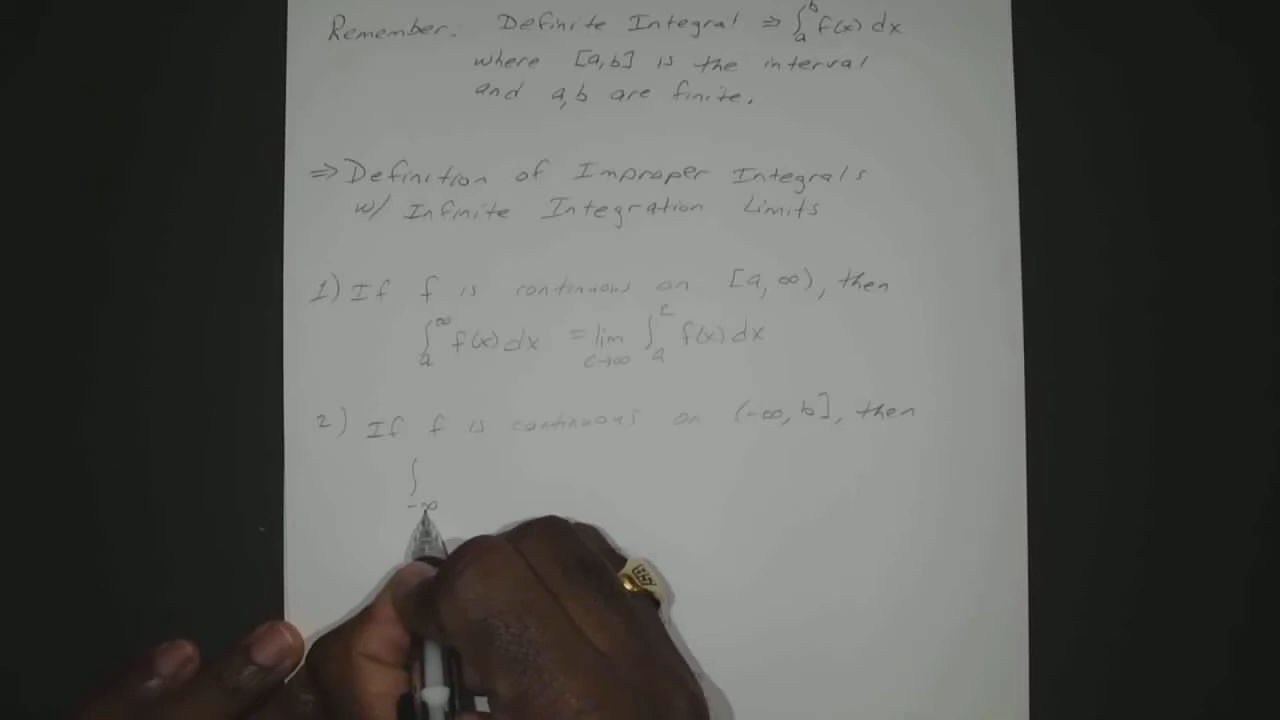 Remember: Definite Integral ⇒ ∫_a^b f(x) dx
where [a,b] is the interval
and a,b are finite.
⇒ Definition of Improper Integrals
w/ Infinite Integration Limits
1) If f is continuous on [a, ∞), then
∫_a^∞ f(x) dx = lim_{c→∞} ∫_a^c f(x) dx
2) If f is continuous on (-∞, b], then
∫_{-∞}